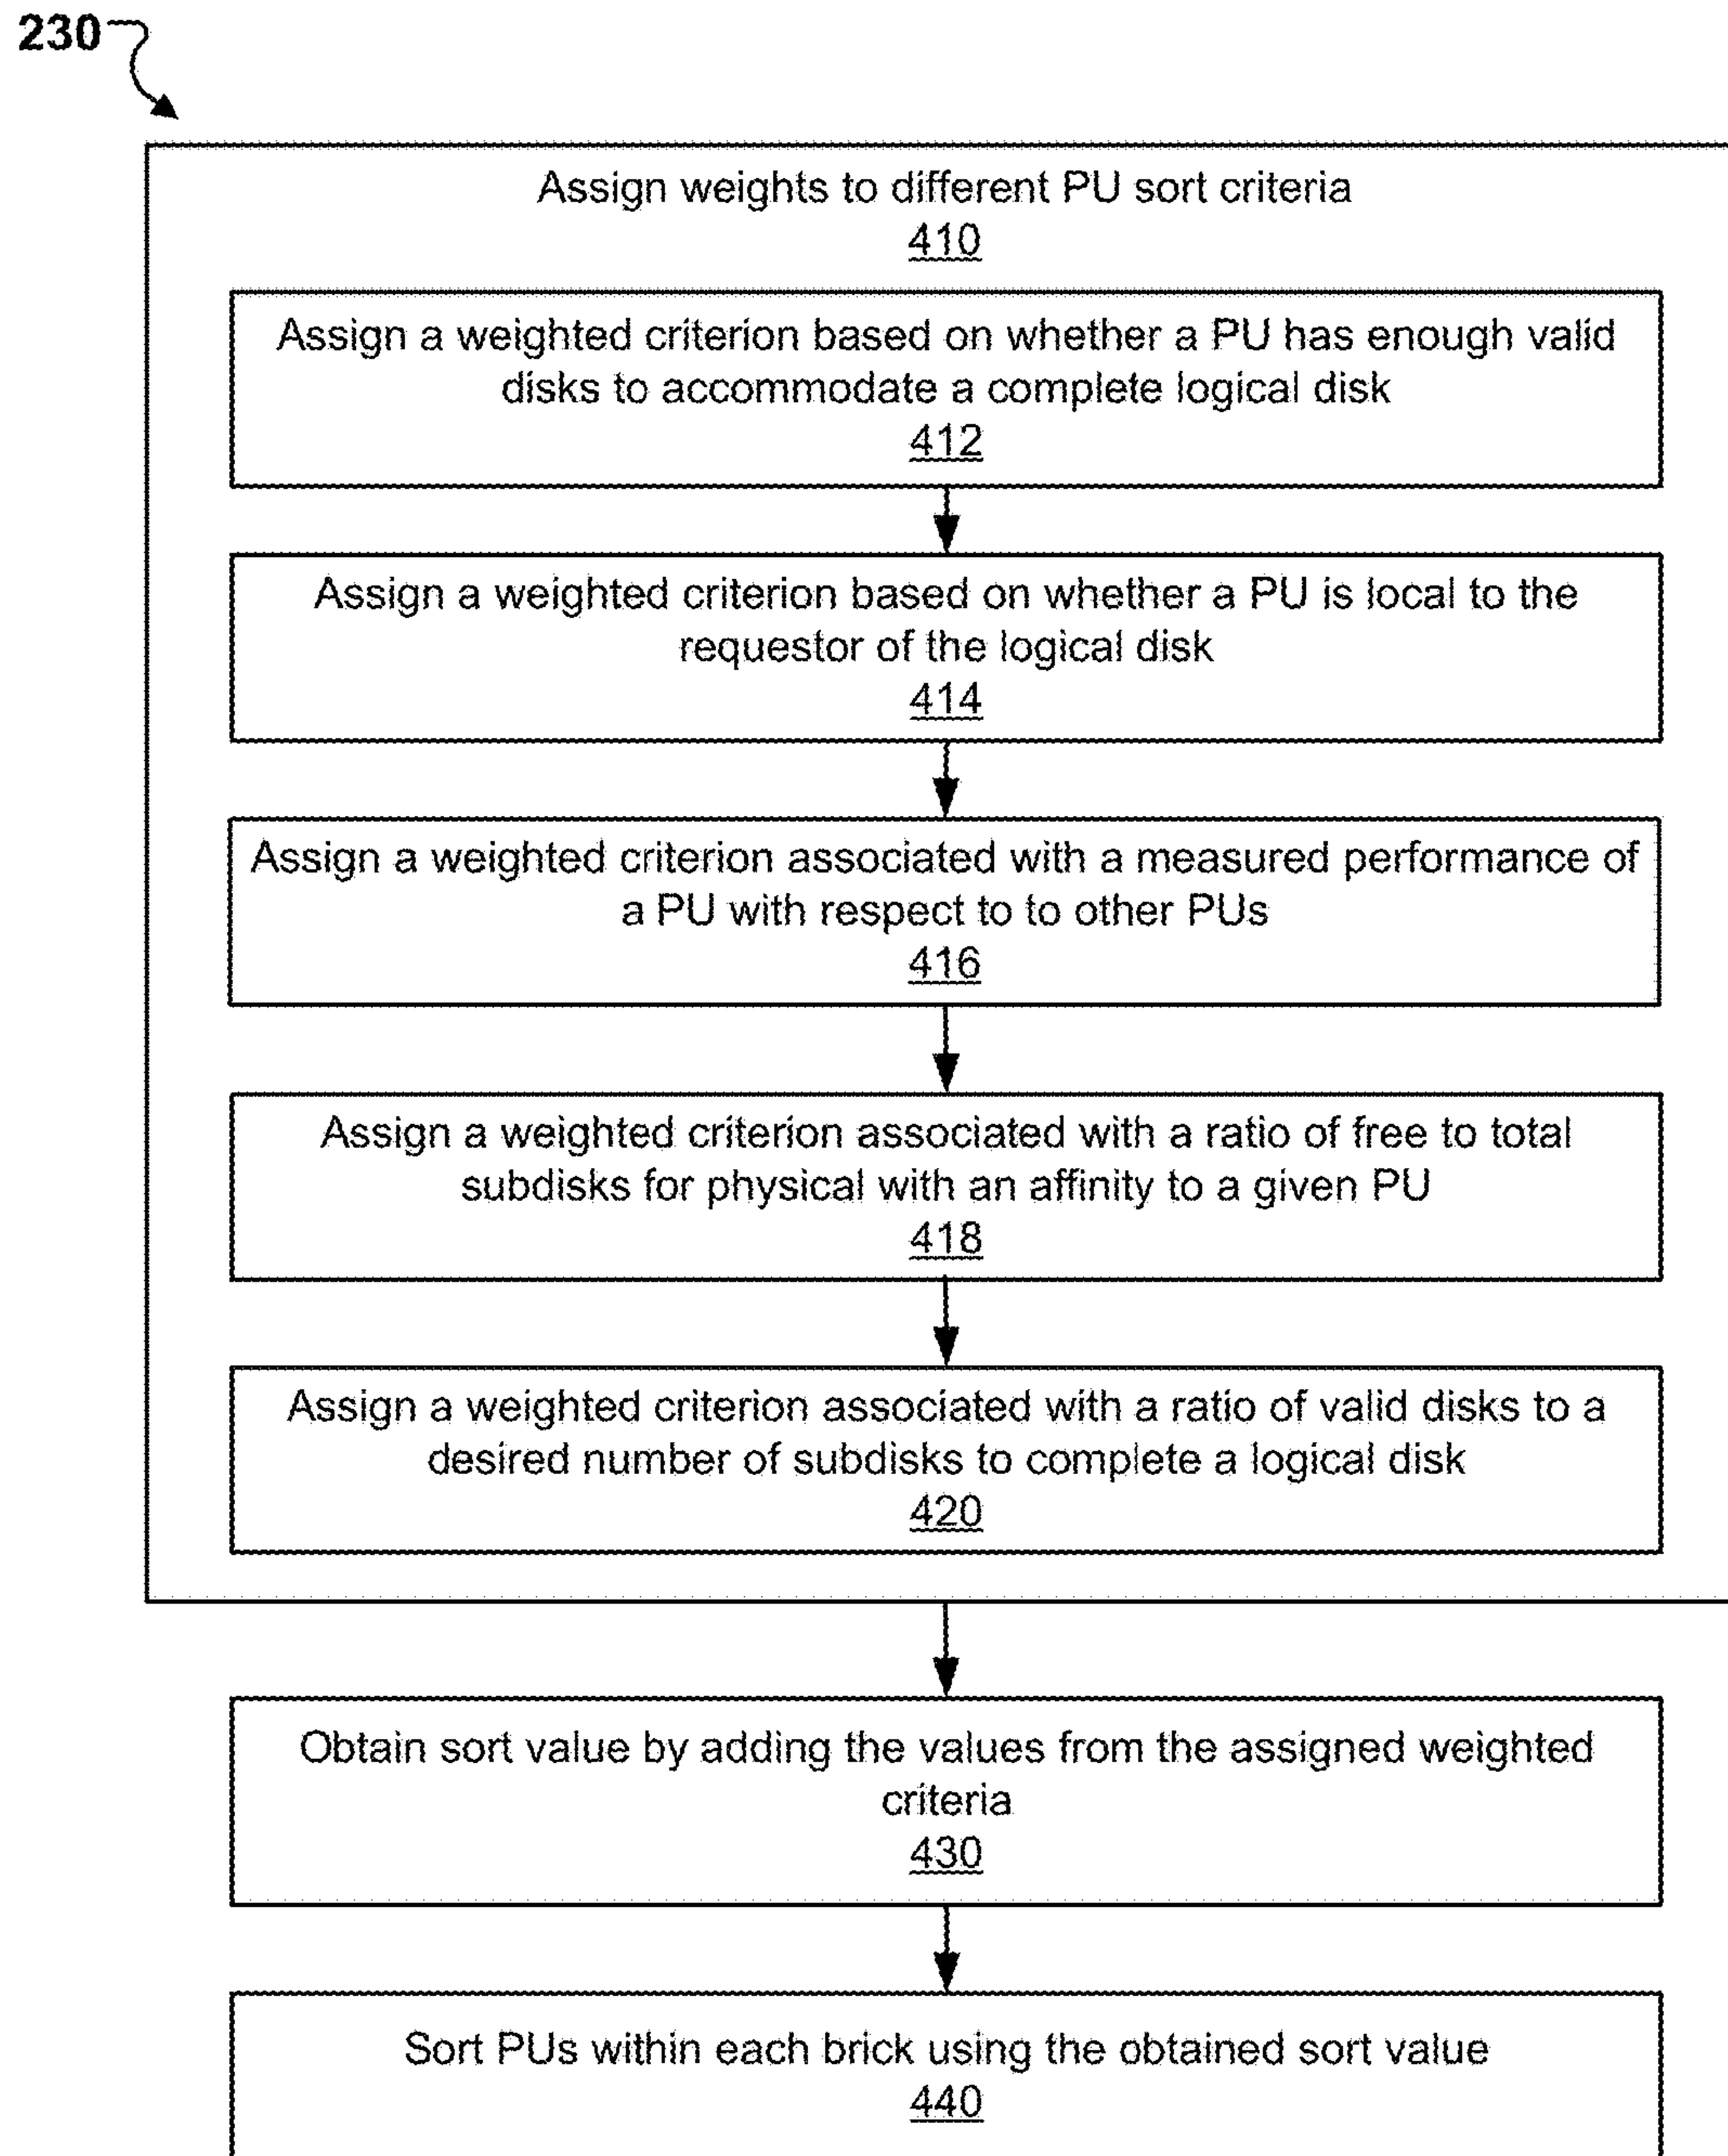 230
Assign weights to different PU sort criteria
410
Assign a weighted criterion based on whether a PU has enough valid
disks to accommodate a complete logical disk
412
Assign a weighted criterion based on whether a PU is local to the
requestor of the logical disk
414
Assign a weighted criterion associated with a measured performance of
a PU with respect to to other PUs
416
Assign a weighted criterion associated with a ratio of free to total
subdisks for physical with an affinity to a given PU
418
Assign a weighted criterion associated with a ratio of valid disks to a
desired number of subdisks to complete a logical disk
420
Obtain sort value by adding the values from the assigned weighted
criteria
430
Sort PUs within each brick using the obtained sort value
440